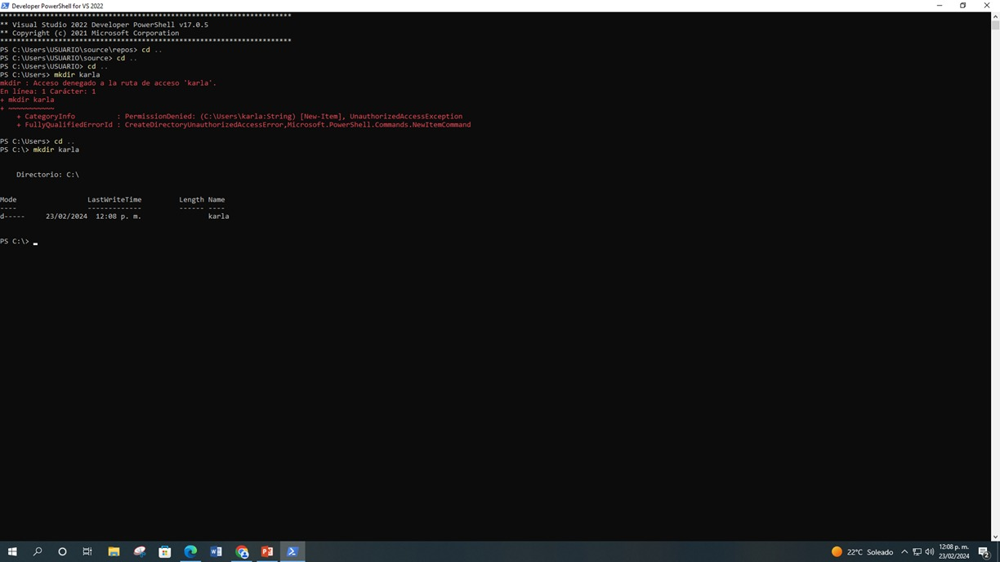 Developer PowerShell for VS 2022
**********************************************************************
** Visual Studio 2022 Developer PowerShell v17.0.5
** Copyright (c) 2021 Microsoft Corporation
**********************************************************************
PS C:\Users\USUARIO\source\repos> cd ..
PS C:\Users\USUARIO\source> cd ..
PS C:\Users\USUARIO> cd ..
PS C:\Users> mkdir karla
mkdir : Acceso denegado a la ruta de acceso 'karla'.
En línea: 1 Carácter: 1
+ mkdir karla
+ ~~~~~~~~~~~
    + CategoryInfo          : PermissionDenied: (C:\Users\karla:String) [New-Item], UnauthorizedAccessException
    + FullyQualifiedErrorId : CreateDirectoryUnauthorizedAccessError,Microsoft.PowerShell.Commands.NewItemCommand
PS C:\Users> cd ..
PS C:\> mkdir karla
    Directorio: C:\
Mode                 LastWriteTime         Length Name
----                 -------------         ------ ----
d-----     23/02/2024  12:08 p. m.                karla
PS C:\>
22°C Soleado
12:08 p. m.
23/02/2024
2